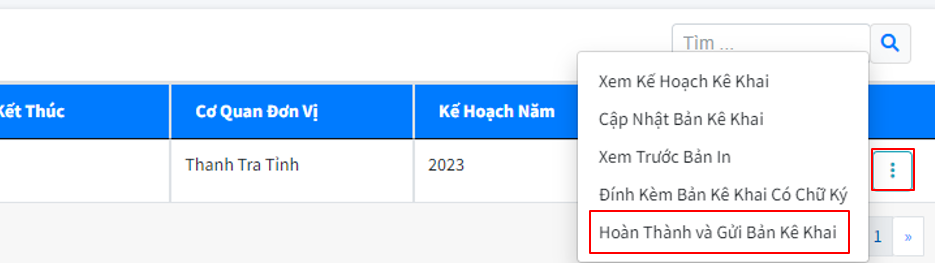 Tìm ...
Kết Thúc
Cơ Quan Đơn Vị
Kế Hoạch Năm
Thanh Tra Tỉnh
2023
Xem Kế Hoạch Kê Khai
Cập Nhật Bản Kê Khai
Xem Trước Bản In
Đính Kèm Bản Kê Khai Có Chữ Ký
Hoàn Thành và Gửi Bản Kê Khai
1 »